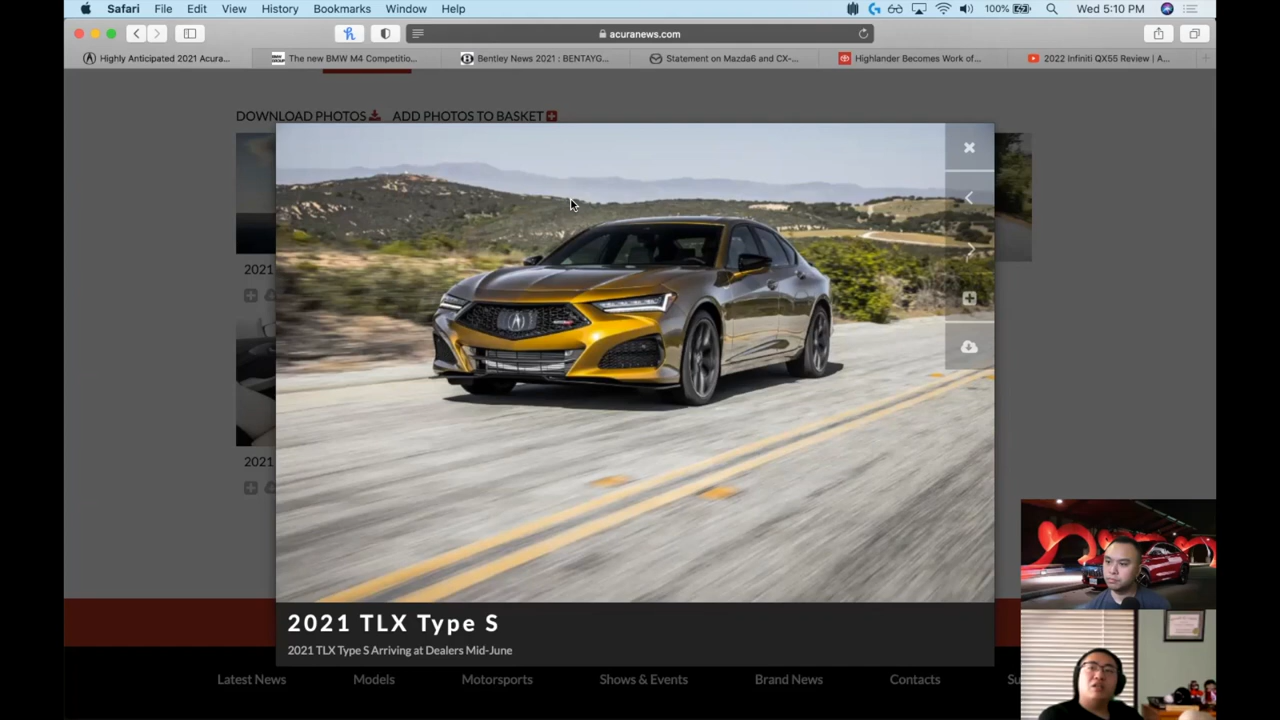 Safari File Edit View History Bookmarks Window Help 100% Wed 5:10 PM
acuranews.com
Highly Anticipated 2021 Acura... The new BMW M4 Competitio... Bentley News 2021 : BENTAYG... Statement on Mazda6 and CX-... Highlander Becomes Work of... 2022 Infiniti QX55 Review | A...
DOWNLOAD PHOTOS ADD PHOTOS TO BASKET
2021
2021
2021 TLX Type S
2021 TLX Type S Arriving at Dealers Mid-June
Latest News Models Motorsports Shows & Events Brand News Contacts Su